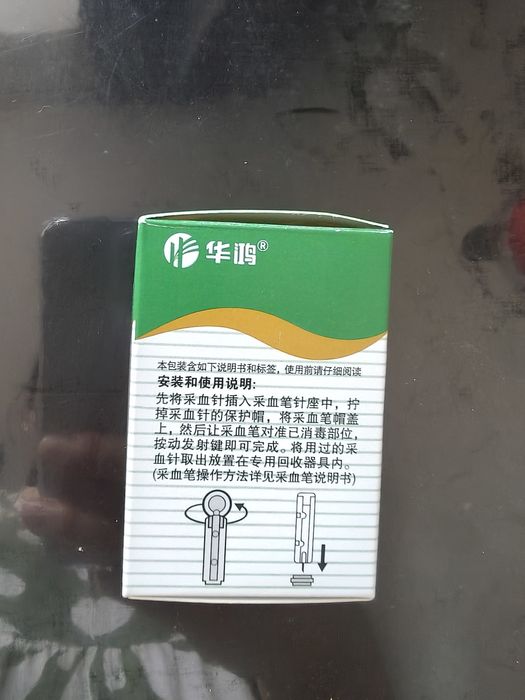 华鸿®
本包装含如下说明书和标签，使用前请仔细阅读
安装和使用说明:
先将采血针插入采血笔针座中，拧
掉采血针的保护帽，将采血笔帽盖
上，然后让采血笔对准已消毒部位，
按动发射键即可完成。将用过的采
血针取出放置在专用回收器具内。
(采血笔操作方法详见采血笔说明书)